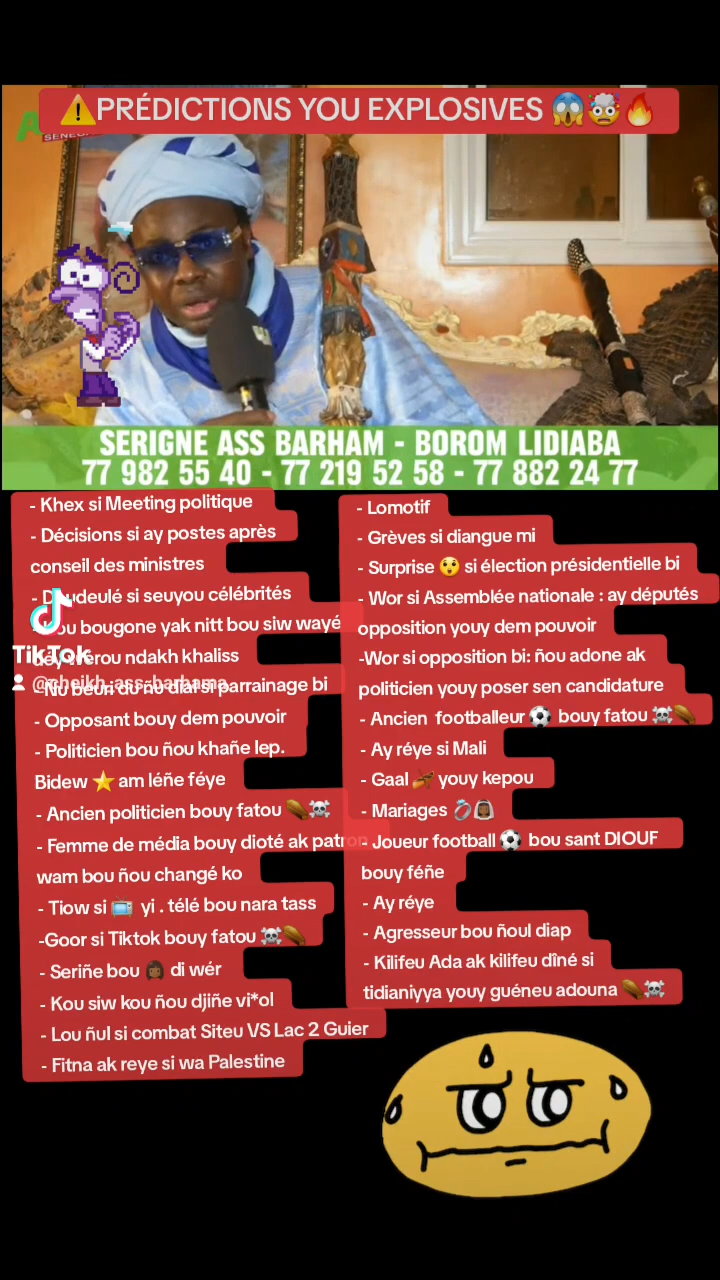 ⚠️PRÉDICTIONS YOU EXPLOSIVES 😱🤯🔥
A
SENEGAL
SERIGNE ASS BARHAM - BOROM LIDIABA
77 982 55 40 - 77 219 52 58 - 77 882 24 77
- Khex si Meeting politique
- Décisions si ay postes après
conseil des ministres
si seuyou célébrités
bougone yak nitt bou siw wayé
ndakh khaliss
- Ñu beuri du ñu dial si parrainage bi
- Opposant bouy dem pouvoir
- Politicien bou ñou khañe lep.
Bidew ⭐ am léñe féye
- Ancien politicien bouy fatou ⚰️☠️
- Femme de média bouy dioté ak patron
wam bou ñou changé ko
- Tiow si 📺 yi . télé bou nara tass
-Goor si Tiktok bouy fatou ☠️⚰️
- Seriñe bou 👩🏿 di wér
- Kou siw kou ñou djiñe vi*ol
- Lou ñul si combat Siteu VS Lac 2 Guier
- Fitna ak reye si wa Palestine
TikTok
@cheikh_ass_barhama
- Lomotif
- Grèves si diangue mi
- Surprise 😲 si élection présidentielle bi
- Wor si Assemblée nationale : ay députés
opposition youy dem pouvoir
-Wor si opposition bi: ñou adone ak
politicien youy poser sen candidature
- Ancien footballeur ⚽ bouy fatou ☠️⚰️
- Ay réye si Mali
- Gaal 🛶 youy kepou
- Mariages 💍👰🏿
- Joueur football ⚽ bou sant DIOUF
bouy féñe
- Ay réye
- Agresseur bou ñoul diap
- Kilifeu Ada ak kilifeu dîné si
tidianiyya youy guéneu adouna ⚰️☠️